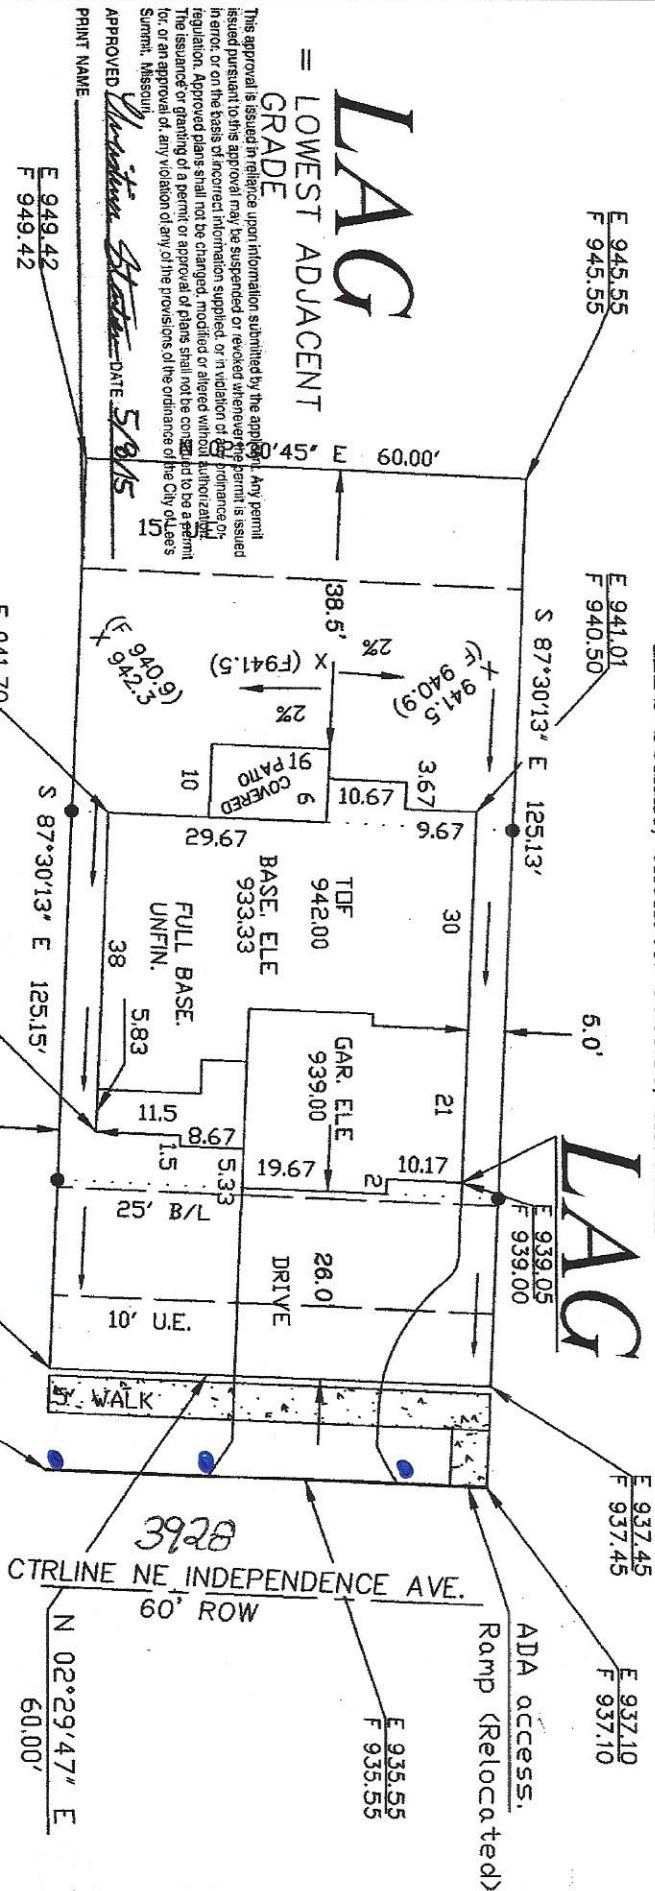 This approval is issued in reliance upon information submitted by the applicant. Any permit
issued pursuant to this approval may be suspended or revoked whenever the permit is issued
in error, or on the basis of incorrect information supplied, or in violation of any ordinance or
regulation. Approved plans shall not be changed, modified or altered without authorization.
The issuance or granting of a permit or approval of plans shall not be construed to be a permit
for, or an approval of, any violation of any of the provisions of the ordinance of the City of Lee's
Summit, Missouri.
APPROVED DATE 5/8/15
PRINT NAME
LAG
= LOWEST ADJACENT
GRADE
E 945.55
F 945.55
E 949.42
F 949.42
02°30'45" E 60.00'
15'
E 941.01
F 940.50
S 87°30'13" E 125.13'
38.5'
941.5
(F 940.9)
2%
X (F941.5)
2%
(F 940.9)
X 942.3
COVERED
PATIO
16
9
10
10.67
3.67
9.67
29.67
TOF
942.00
BASE. ELE
933.33
FULL BASE.
UNFIN.
30
38
5.83
S 87°30'13" E 125.15'
5.0'
LAG
GAR. ELE
939.00
21
11.5
8.67
1.5
5.33
19.67
2
10.17
E 939.05
F 939.00
25' B/L
26.0
DRIVE
10' U.E.
5' WALK
E 937.45
F 937.45
E 937.10
F 937.10
3928
CTRLINE NE INDEPENDENCE AVE.
60' ROW
ADA access.
Ramp (Relocated)
E 935.55
F 935.55
N 02°29'47" E
60.00'